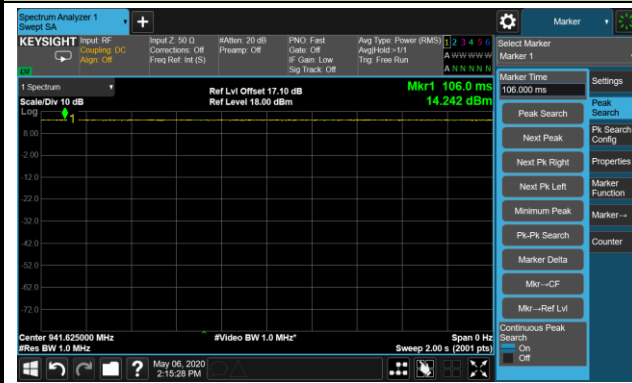 Spectrum Analyzer 1
Swept SA
Marker
KEYSIGHT
Input: RF
Coupling: DC
Align: Off
Input Z: 50 Ω
Corrections: Off
Freq Ref: Int (S)
#Atten: 20 dB
Preamp: Off
PNO: Fast
Gate: Off
IF Gain: Low
Sig Track: Off
Avg Type: Power (RMS)
Avg|Hold:>1/1
Trig: Free Run
1 2 3 4 5 6
A W W W W W
A N N N N N
Select Marker
Marker 1
LW
1 Spectrum
Scale/Div 10 dB
Log
Ref Lvl Offset 17.10 dB
Ref Level 18.00 dBm
Mkr1 106.0 ms
14.242 dBm
1
8.00
-2.00
-12.0
-22.0
-32.0
-42.0
-52.0
-62.0
-72.0
Center 941.625000 MHz
#Res BW 1.0 MHz
#Video BW 1.0 MHz*
Span 0 Hz
Sweep 2.00 s (2001 pts)
Marker Time
106.000 ms
Peak Search
Next Peak
Next Pk Right
Next Pk Left
Minimum Peak
Pk-Pk Search
Marker Delta
Mkr→CF
Mkr→Ref Lvl
Continuous Peak
Search
On
Off
Settings
Peak
Search
Pk Search
Config
Properties
Marker
Function
Marker→
Counter
May 06, 2020
2:15:28 PM